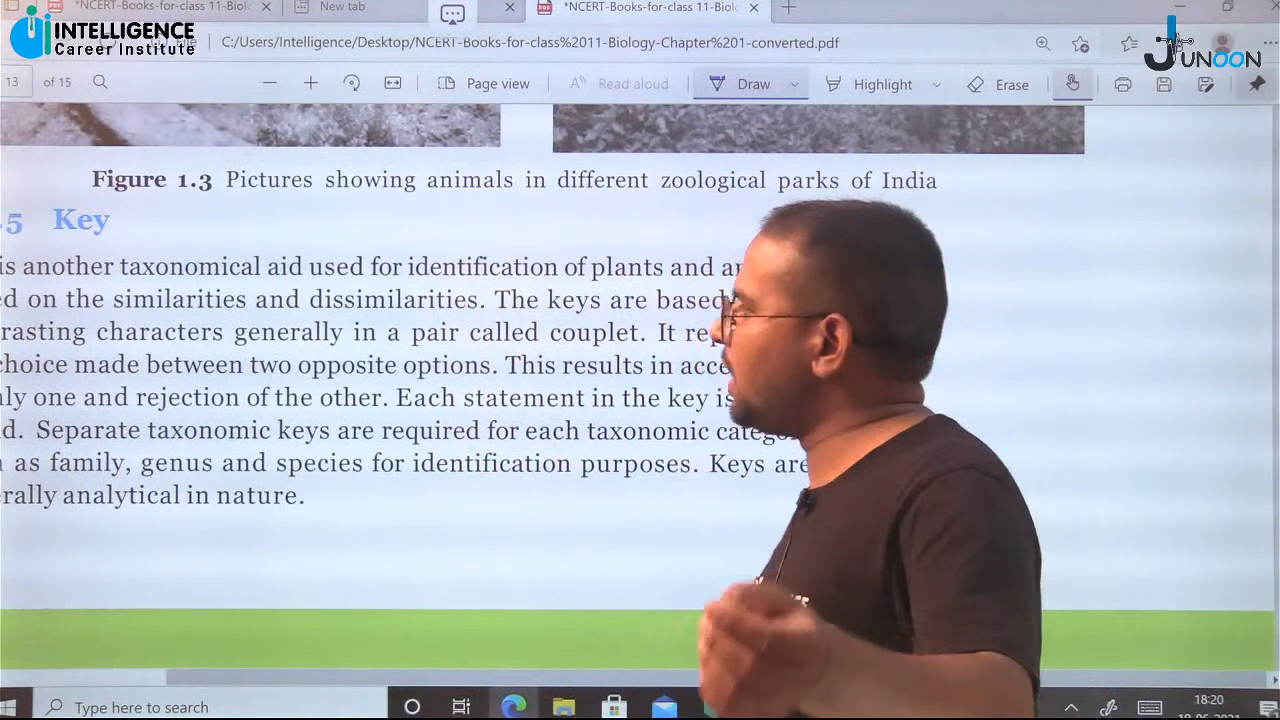 *NCERT-Books-for class 11-Biol
New tab
*NCERT-Books-for class 11-Biol
INTELLIGENCE
Career Institute
File
C:/Users/Intelligence/Desktop/NCERT-Books-for-class%2011-Biology-Chapter%201-converted.pdf
JUNOON
13 of 15
Page view
Read aloud
Draw
Highlight
Erase
Figure 1.3 Pictures showing animals in different zoological parks of India
.5 Key
is another taxonomical aid used for identification of plants and an
ed on the similarities and dissimilarities. The keys are based
rasting characters generally in a pair called couplet. It rep
choice made between two opposite options. This results in acce
ly one and rejection of the other. Each statement in the key is
d. Separate taxonomic keys are required for each taxonomic catego
as family, genus and species for identification purposes. Keys are
erally analytical in nature.
Type here to search
18:20